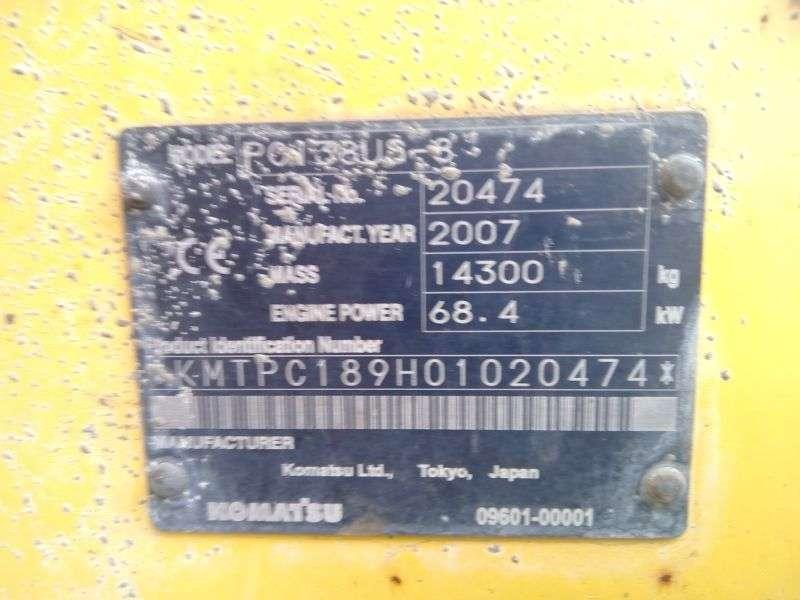 MODEL PC138US-8
SERIAL No. 20474
MANUFACT.YEAR 2007
CE MASS 14300 kg
ENGINE POWER 68.4 kW
Product Identification Number
*KMTPC189H01020474*
MANUFACTURER
Komatsu Ltd., Tokyo, Japan
KOMATSU 09601-00001